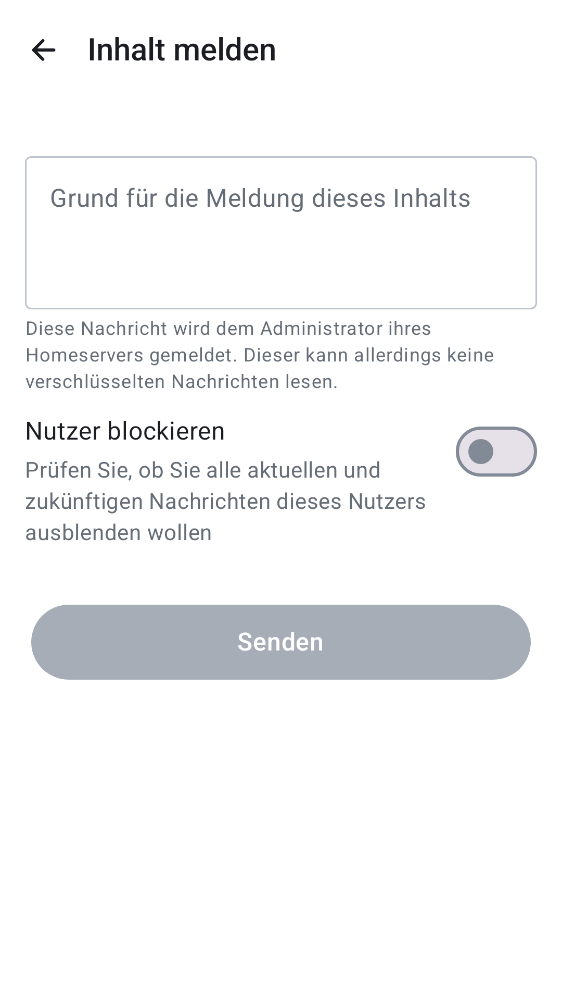 Inhalt melden
Grund für die Meldung dieses Inhalts
Diese Nachricht wird dem Administrator ihres
Homeservers gemeldet. Dieser kann allerdings keine
verschlüsselten Nachrichten lesen.
Nutzer blockieren
Prüfen Sie, ob Sie alle aktuellen und
zukünftigen Nachrichten dieses Nutzers
ausblenden wollen
Senden